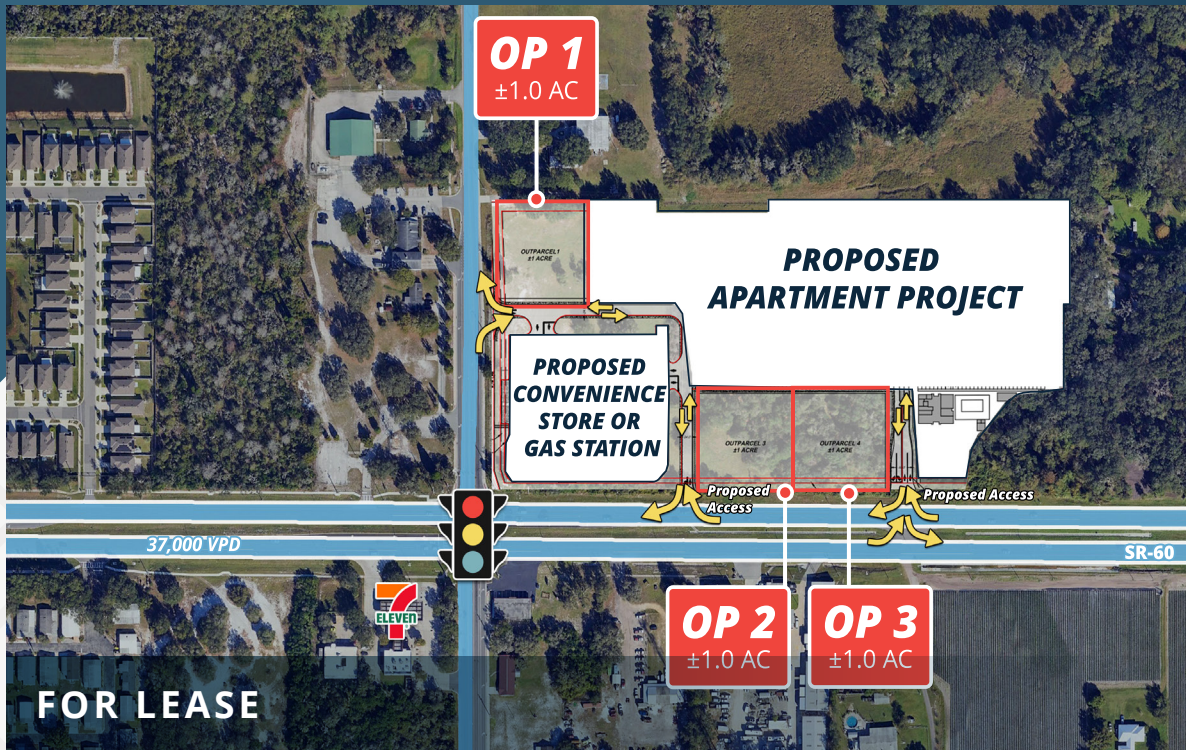 OP 1
±1.0 AC
OUTPARCEL 1
±1 ACRE
PROPOSED
APARTMENT PROJECT
PROPOSED
CONVENIENCE
STORE OR
GAS STATION
OUTPARCEL 3
±1 ACRE
OUTPARCEL 4
±1 ACRE
Proposed
Access
Proposed Access
37,000 VPD
SR-60
7
ELEVEN
OP 2
±1.0 AC
OP 3
±1.0 AC
FOR LEASE